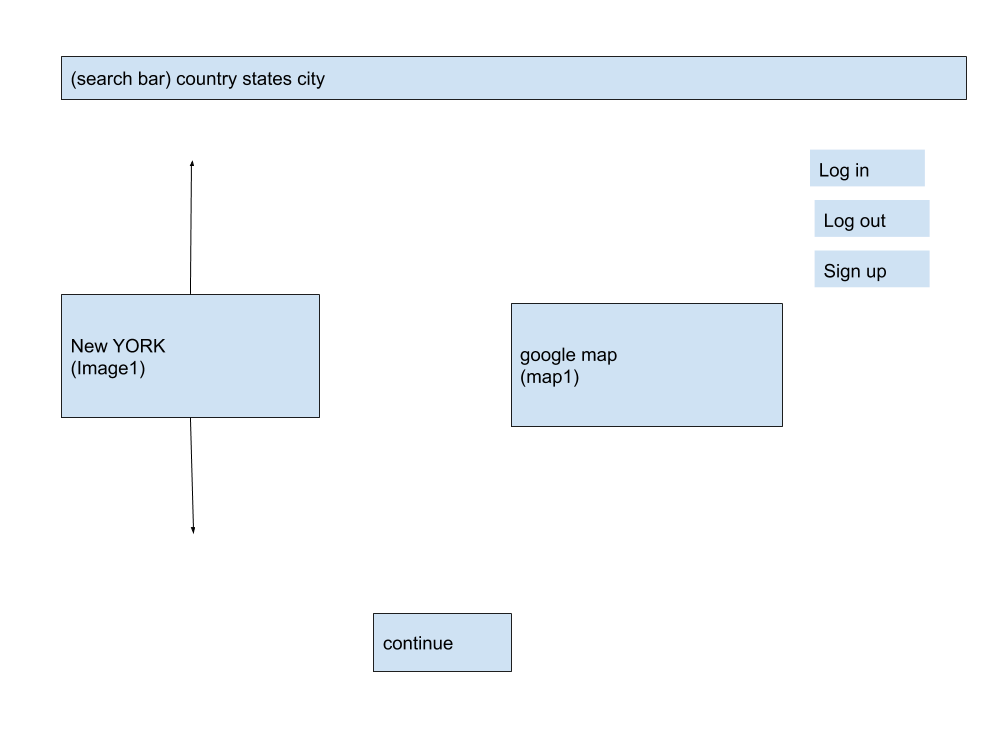 (search bar) country states city
Log in
Log out
Sign up
New YORK
(Image1)
google map
(map1)
continue